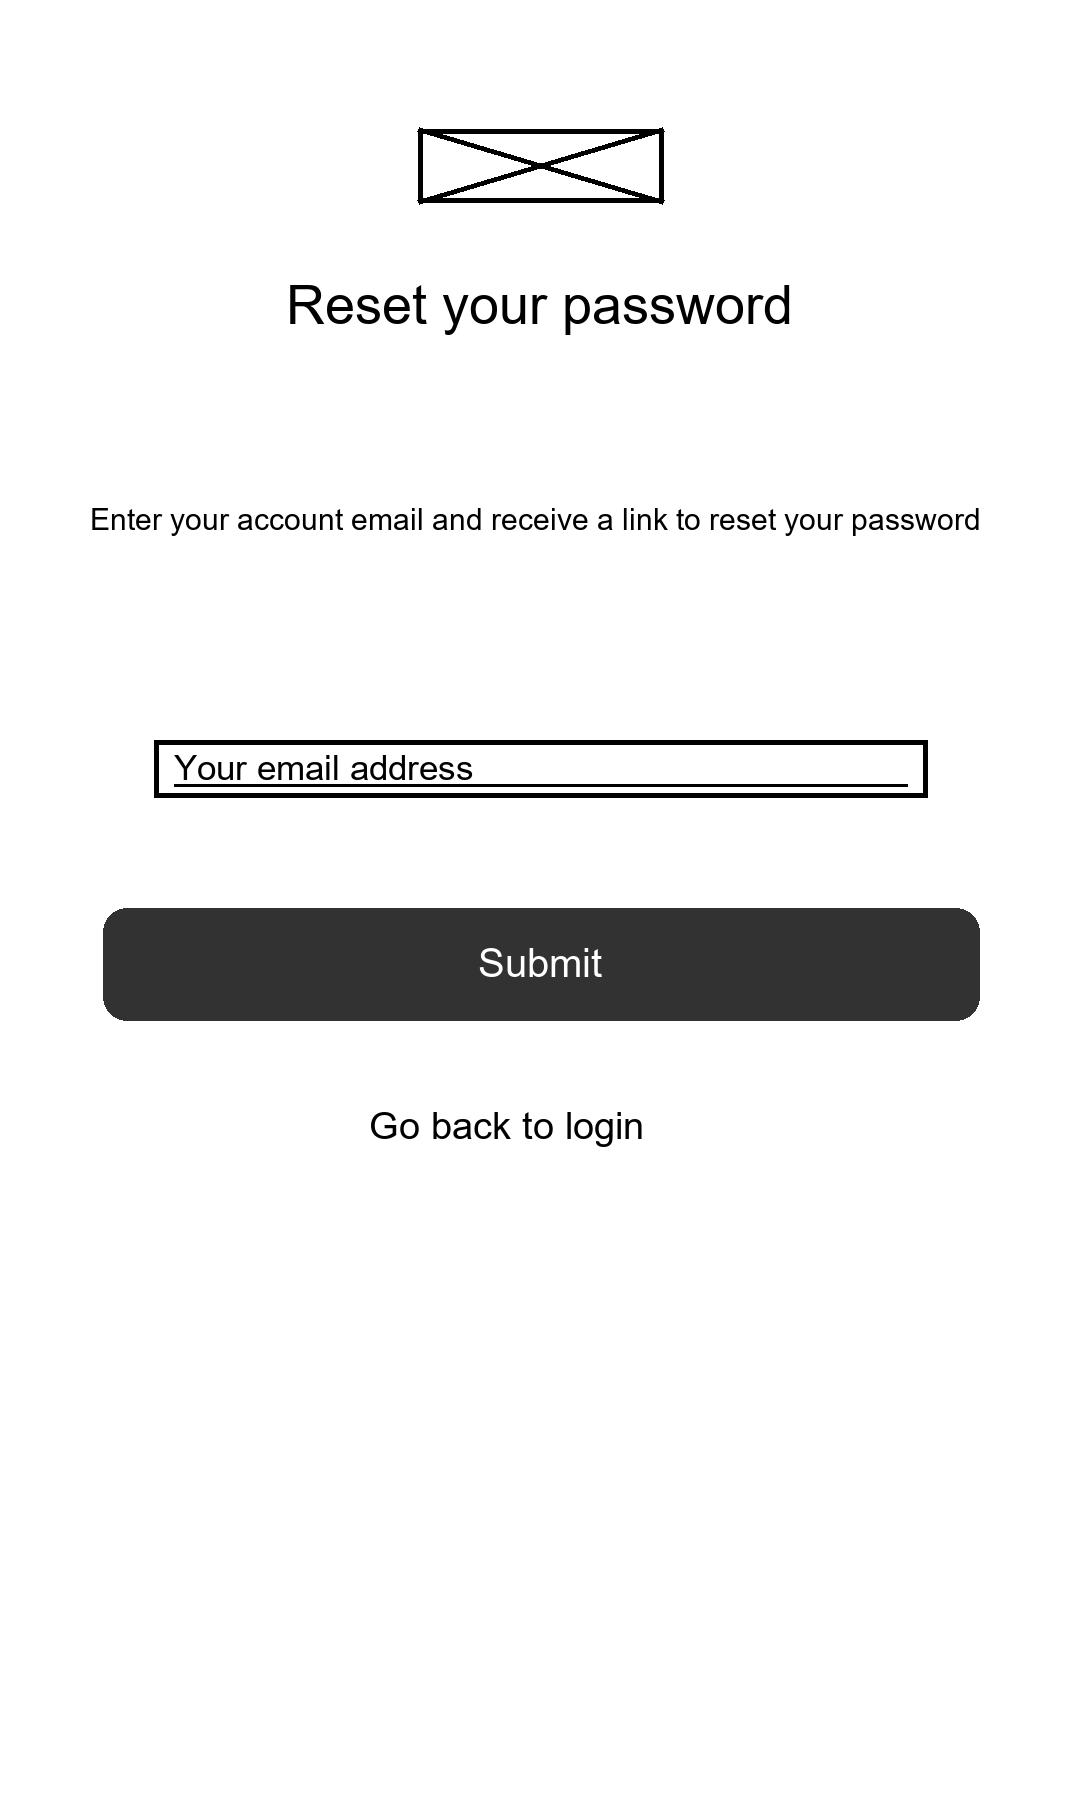 Reset your password
Enter your account email and receive a link to reset your password
Your email address
Submit
Go back to login